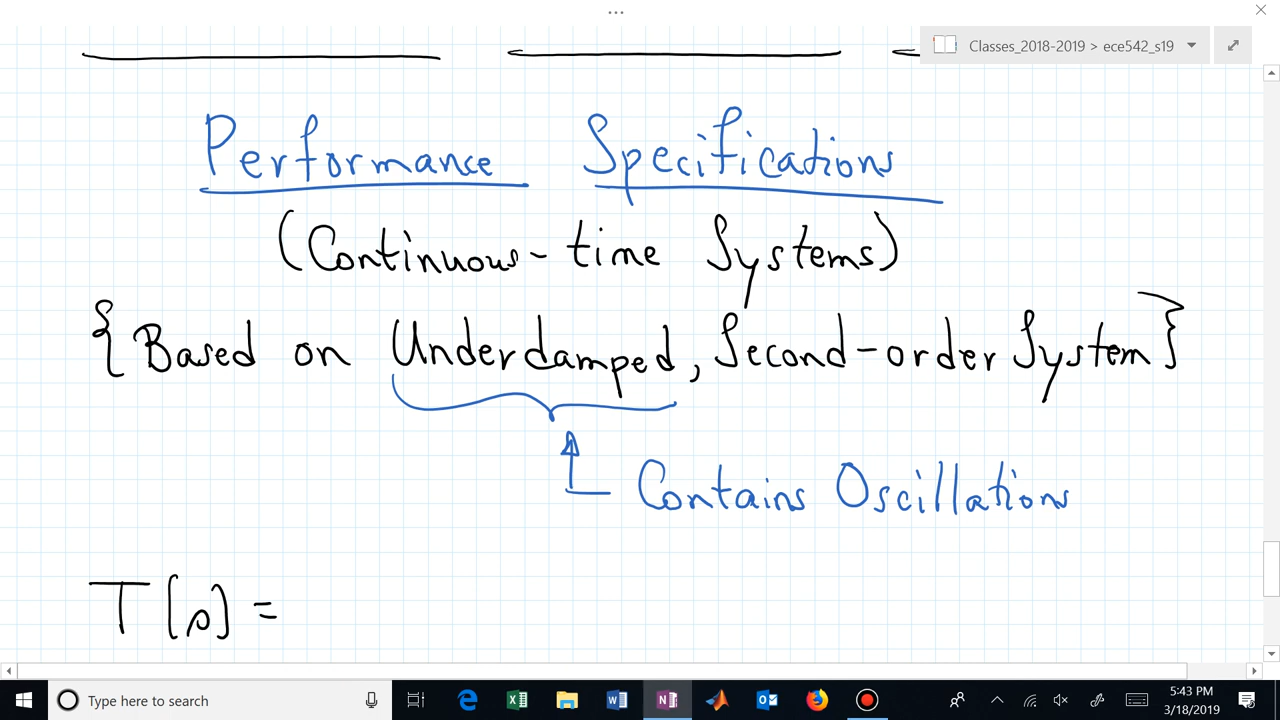 Classes_2018-2019 > ece542_s19
Performance Specifications
(Continuous-time Systems)
{Based on Underdamped, Second-order System}
Contains Oscillations
T(s) =
Type here to search
5:43 PM
3/18/2019